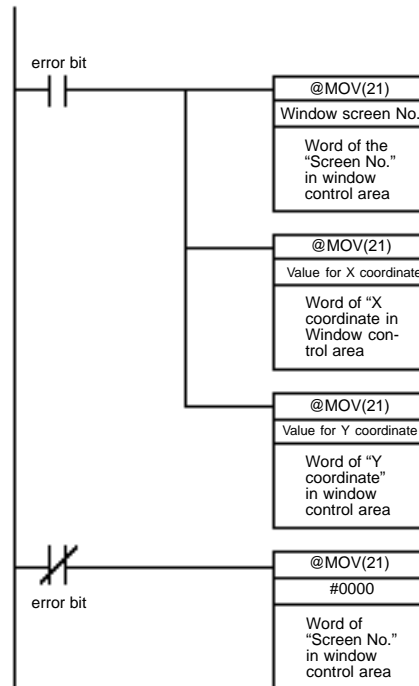 error bit
@MOV(21)
Window screen No.
Word of the
“Screen No.”
in window
control area
@MOV(21)
Value for X coordinate
Word of “X
coordinate in
Window con-
trol area
@MOV(21)
Value for Y coordinate
Word of “Y
coordinate”
in window
control area
error bit
@MOV(21)
#0000
Word of
“Screen No.”
in window
control area